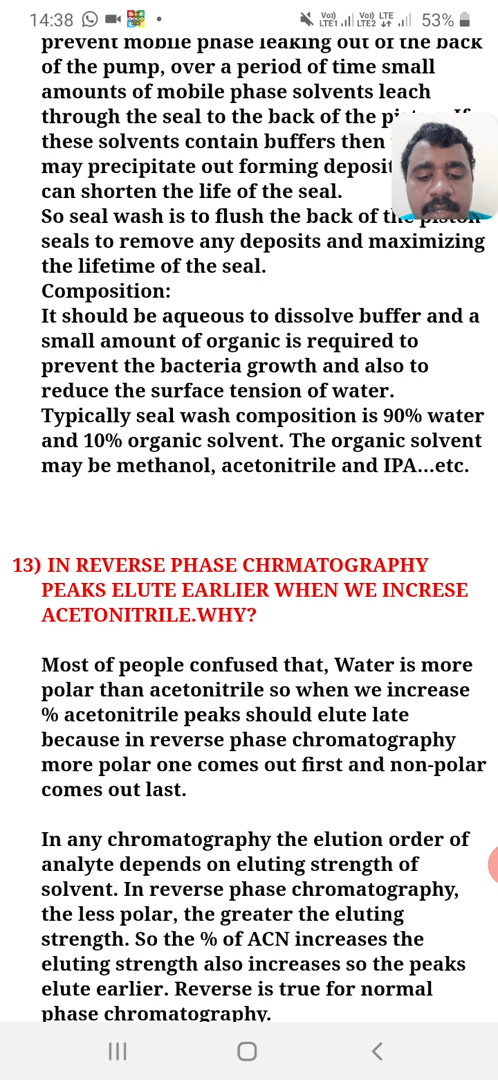 14:38
Vo)) Vo)) LTE 53%
LTE1 LTE2
prevent mobile phase leaking out of the back
of the pump, over a period of time small
amounts of mobile phase solvents leach
through the seal to the back of the
these solvents contain buffers then
may precipitate out forming
can shorten the life of the seal.
So seal wash is to flush the back of the piston
seals to remove any deposits and maximizing
the lifetime of the seal.
Composition:
It should be aqueous to dissolve buffer and a
small amount of organic is required to
prevent the bacteria growth and also to
reduce the surface tension of water.
Typically seal wash composition is 90% water
and 10% organic solvent. The organic solvent
may be methanol, acetonitrile and IPA...etc.
13) IN REVERSE PHASE CHRMATOGRAPHY
PEAKS ELUTE EARLIER WHEN WE INCRESE
ACETONITRILE.WHY?
Most of people confused that, Water is more
polar than acetonitrile so when we increase
% acetonitrile peaks should elute late
because in reverse phase chromatography
more polar one comes out first and non-polar
comes out last.
In any chromatography the elution order of
analyte depends on eluting strength of
solvent. In reverse phase chromatography,
the less polar, the greater the eluting
strength. So the % of ACN increases the
eluting strength also increases so the peaks
elute earlier. Reverse is true for normal
phase chromatography.